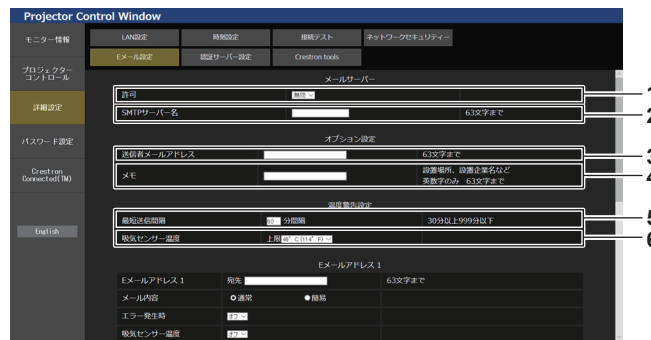 Projector Control Window
モニター情報
プロジェクター
コントロール
詳細設定
パスワード設定
Crestron
Connected(TM)
English
LAN設定 時刻設定 接続テスト ネットワークセキュリティー
Eメール設定 認証サーバー設定 Crestron tools
メールサーバー
許可 無効 1
SMTPサーバー名 63文字まで 2
オプション設定
送信者メールアドレス 63文字まで 3
メモ 設置場所、設置企業名など 4
英数字のみ 63文字まで
温度警告設定
最短送信間隔 60 分間隔 30分以上999分以下 5
吸気センサー温度 上限 46°C (114°F) 6
Eメールアドレス 1
Eメールアドレス 1 宛先 63文字まで
メール内容 通常 簡易
エラー発生時 オフ
吸気センサー温度 オフ